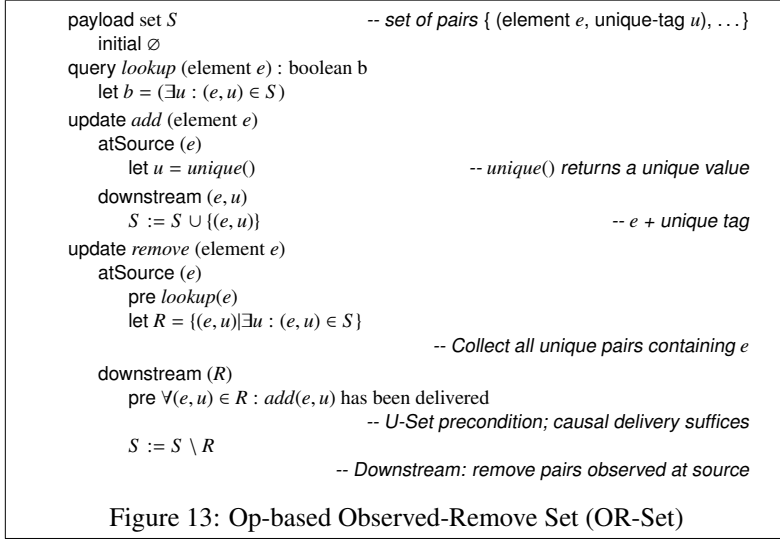 payload set S -- set of pairs { (element e, unique-tag u), . . . }
initial ∅
query lookup (element e) : boolean b
let b = (∃u : (e, u) ∈ S)
update add (element e)
atSource (e)
let u = unique() -- unique() returns a unique value
downstream (e, u)
S := S ∪ {(e, u)} -- e + unique tag
update remove (element e)
atSource (e)
pre lookup(e)
let R = {(e, u)|∃u : (e, u) ∈ S}
-- Collect all unique pairs containing e
downstream (R)
pre ∀(e, u) ∈ R : add(e, u) has been delivered
-- U-Set precondition; causal delivery suffices
S := S \ R
-- Downstream: remove pairs observed at source
Figure 13: Op-based Observed-Remove Set (OR-Set)